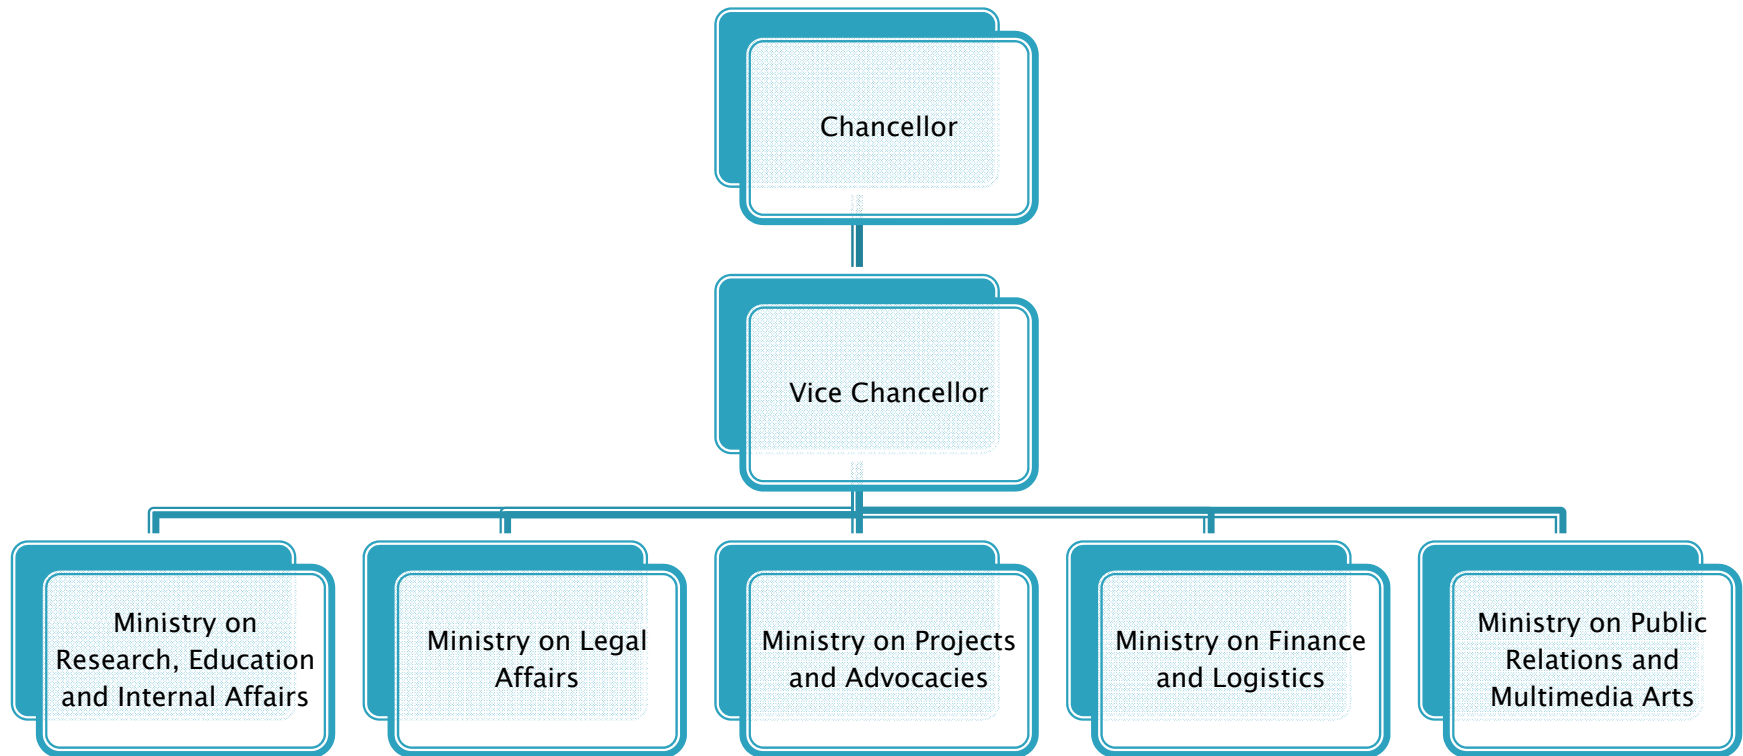 Chancellor
Vice Chancellor
Ministry on
Research, Education
and Internal Affairs
Ministry on Legal
Affairs
Ministry on Projects
and Advocacies
Ministry on Finance
and Logistics
Ministry on Public
Relations and
Multimedia Arts